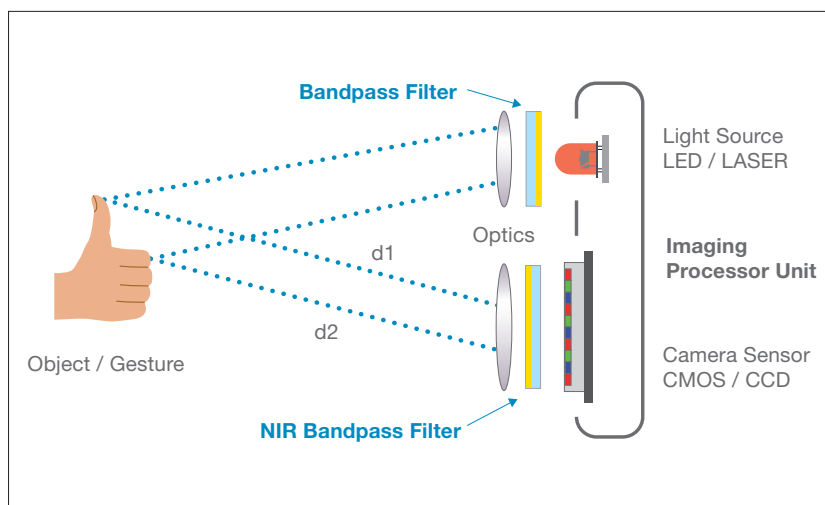 Bandpass Filter
Light Source
LED / LASER
Optics
d1
Imaging
Processor Unit
d2
Object / Gesture
Camera Sensor
CMOS / CCD
NIR Bandpass Filter